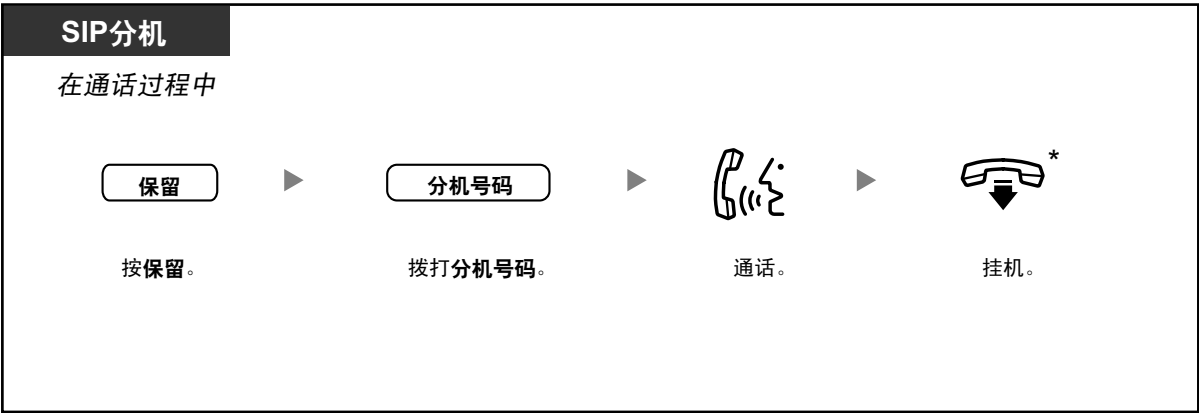 SIP分机
在通话过程中
保留
分机号码
*
按保留。
拨打分机号码。
通话。
挂机。